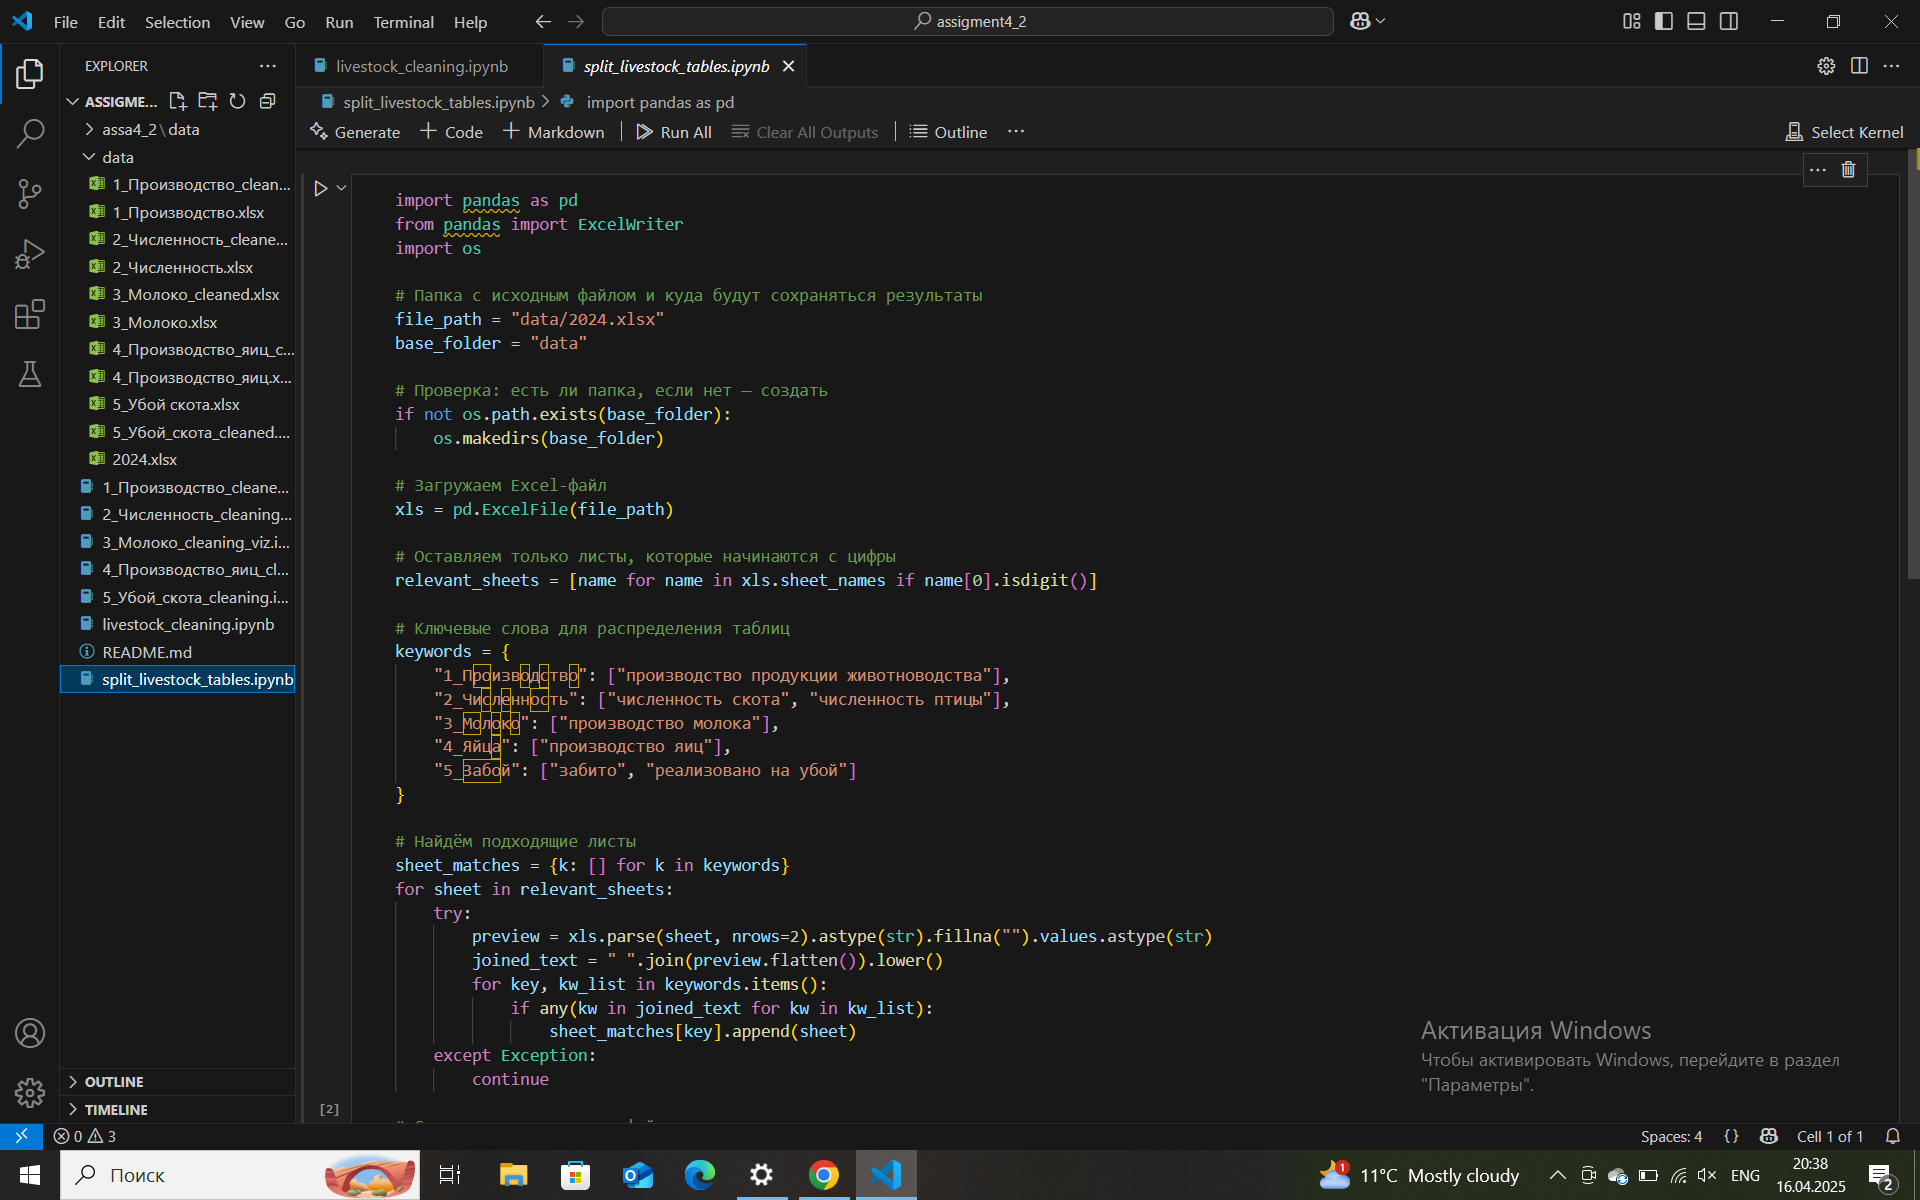 File Edit Selection View Go Run Terminal Help
assigment4_2
EXPLORER
livestock_cleaning.ipynb
split_livestock_tables.ipynb
ASSIGME...
split_livestock_tables.ipynb > import pandas as pd
Generate + Code + Markdown Run All Clear All Outputs Outline ...
Select Kernel
assa4_2\data
data
1_Производство_clean...
1_Производство.xlsx
2_Численность_cleane...
2_Численность.xlsx
3_Молоко_cleaned.xlsx
3_Молоко.xlsx
4_Производство_яиц_c...
4_Производство_яиц.x...
5_Убой скота.xlsx
5_Убой_скота_cleaned....
2024.xlsx
1_Производство_cleane...
2_Численность_cleaning...
3_Молоко_cleaning_viz.i...
4_Производство_яиц_cl...
5_Убой_скота_cleaning.i...
livestock_cleaning.ipynb
README.md
split_livestock_tables.ipynb
OUTLINE
TIMELINE
import pandas as pd
from pandas import ExcelWriter
import os
# Папка с исходным файлом и куда будут сохраняться результаты
file_path = "data/2024.xlsx"
base_folder = "data"
# Проверка: есть ли папка, если нет — создать
if not os.path.exists(base_folder):
os.makedirs(base_folder)
# Загружаем Excel-файл
xls = pd.ExcelFile(file_path)
# Оставляем только листы, которые начинаются с цифры
relevant_sheets = [name for name in xls.sheet_names if name[0].isdigit()]
# Ключевые слова для распределения таблиц
keywords = {
"1_Производство": ["производство продукции животноводства"],
"2_Численность": ["численность скота", "численность птицы"],
"3_Молоко": ["производство молока"],
"4_Яйца": ["производство яиц"],
"5_Забой": ["забито", "реализовано на убой"]
}
# Найдём подходящие листы
sheet_matches = {k: [] for k in keywords}
for sheet in relevant_sheets:
try:
preview = xls.parse(sheet, nrows=2).astype(str).fillna("").values.astype(str)
joined_text = " ".join(preview.flatten()).lower()
for key, kw_list in keywords.items():
if any(kw in joined_text for kw in kw_list):
sheet_matches[key].append(sheet)
except Exception:
continue
[2]
Активация Windows
Чтобы активировать Windows, перейдите в раздел
"Параметры".
0 3
Spaces: 4 {} Cell 1 of 1
Поиск
1
11°C Mostly cloudy
ENG
20:38
16.04.2025
2